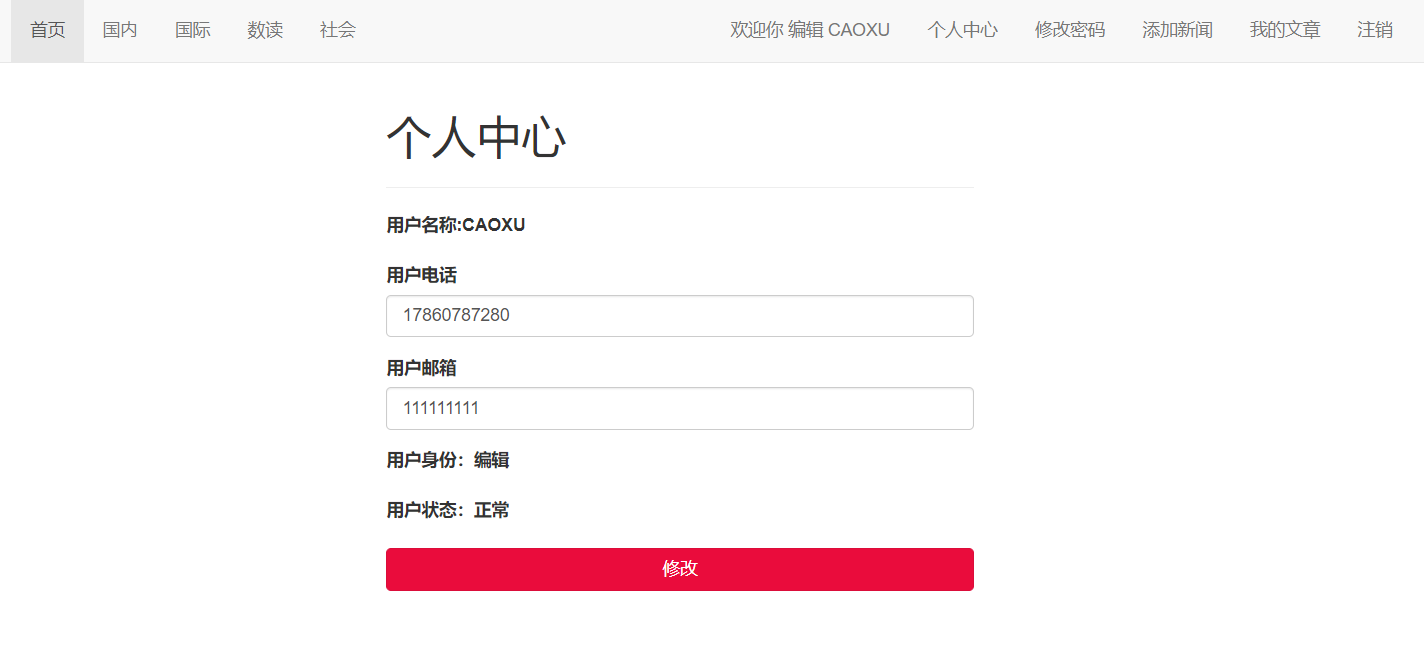 首页 国内 国际 数读 社会 欢迎你 编辑 CAOXU 个人中心 修改密码 添加新闻 我的文章 注销
个人中心
用户名称:CAOXU
用户电话
17860787280
用户邮箱
111111111
用户身份：编辑
用户状态：正常
修改